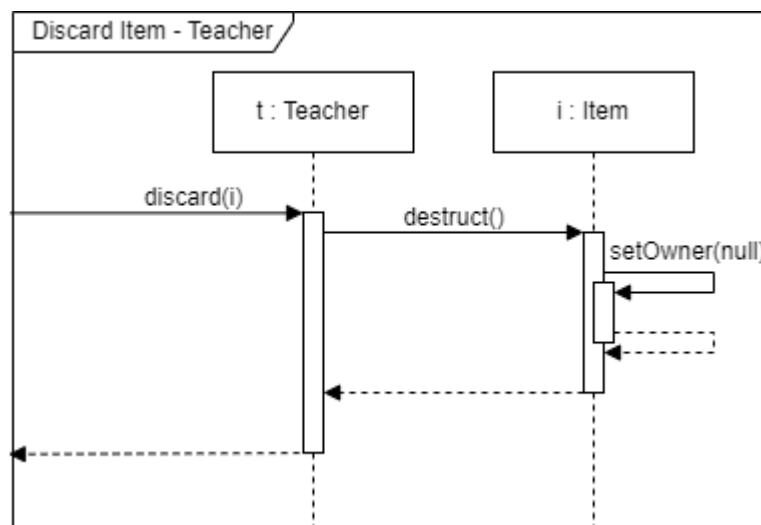 Discard Item - Teacher
t : Teacher
i : Item
discard(i)
destruct()
setOwner(null)